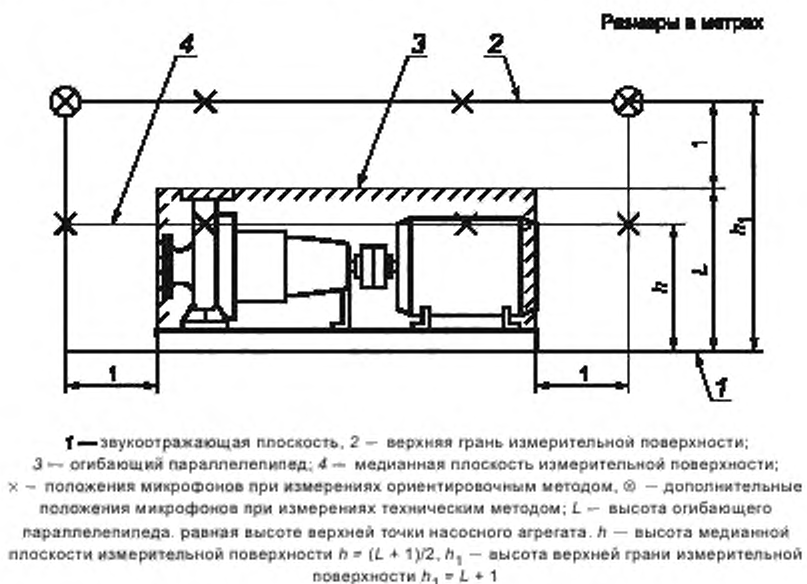 Размеры в метрах
4
3
2
1
h
L
h₁
1
1
1
1 — звукоотражающая плоскость, 2 — верхняя грань измерительной поверхности;
3 — огибающий параллелепипед; 4 — медианная плоскость измерительной поверхности;
× — положения микрофонов при измерениях ориентировочным методом, ⊗ — дополнительные
положения микрофонов при измерениях техническим методом; L — высота огибающего
параллелепипеда. равная высоте верхней точки насосного агрегата. h — высота медианной
плоскости измерительной поверхности h = (L + 1)/2, h₁ — высота верхней грани измерительной
поверхности h₁ = L + 1